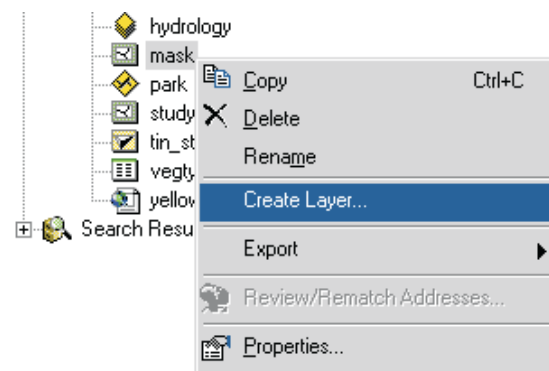 hydrology
mask
Copy Ctrl+C
park
study
Delete
tin_st
Rename
vegty
Create Layer...
yellov
Search Resu
Export
Review/Rematch Addresses...
Properties...